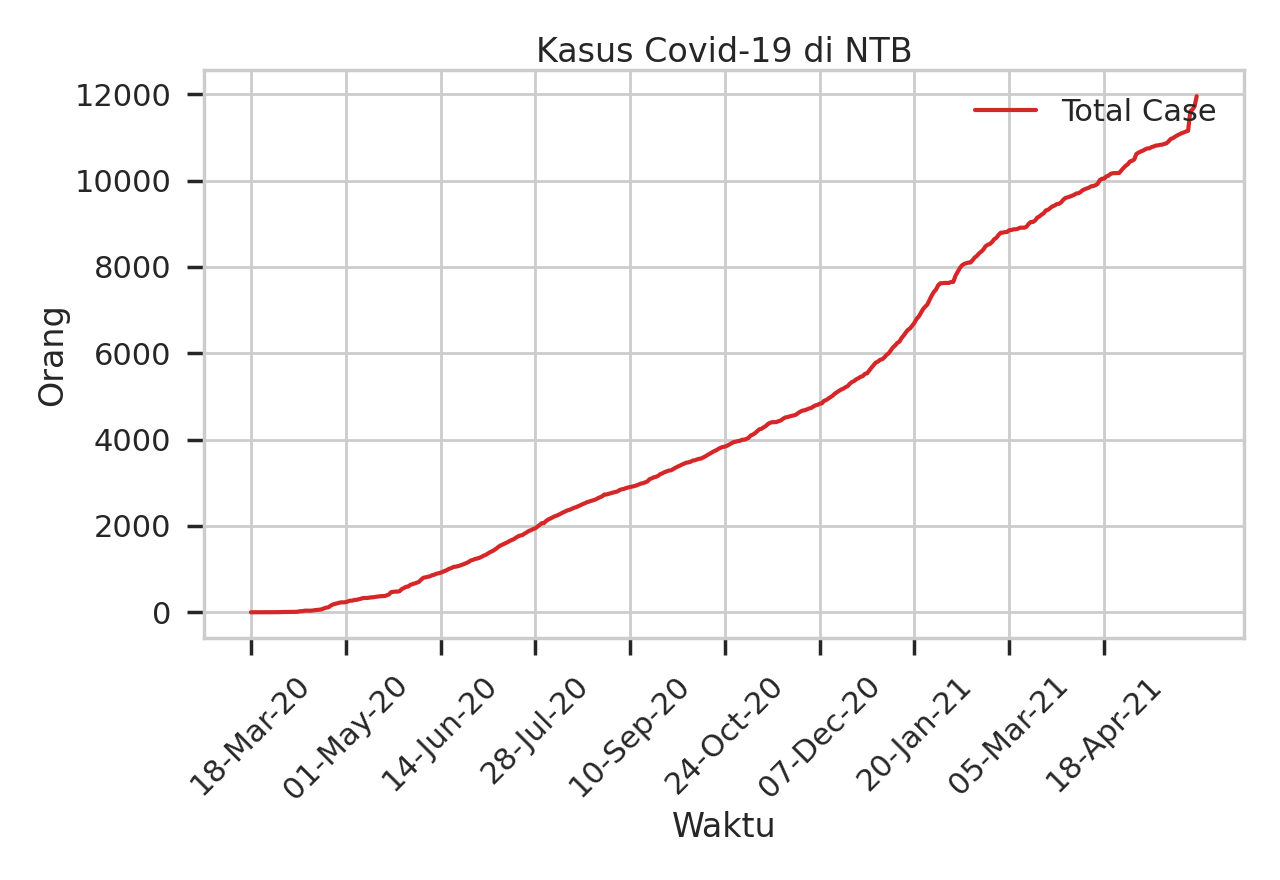 Kasus Covid-19 di NTB
Total Case
12000
10000
8000
6000
4000
2000
0
Orang
18-Mar-20
01-May-20
14-Jun-20
28-Jul-20
10-Sep-20
24-Oct-20
07-Dec-20
20-Jan-21
05-Mar-21
18-Apr-21
Waktu